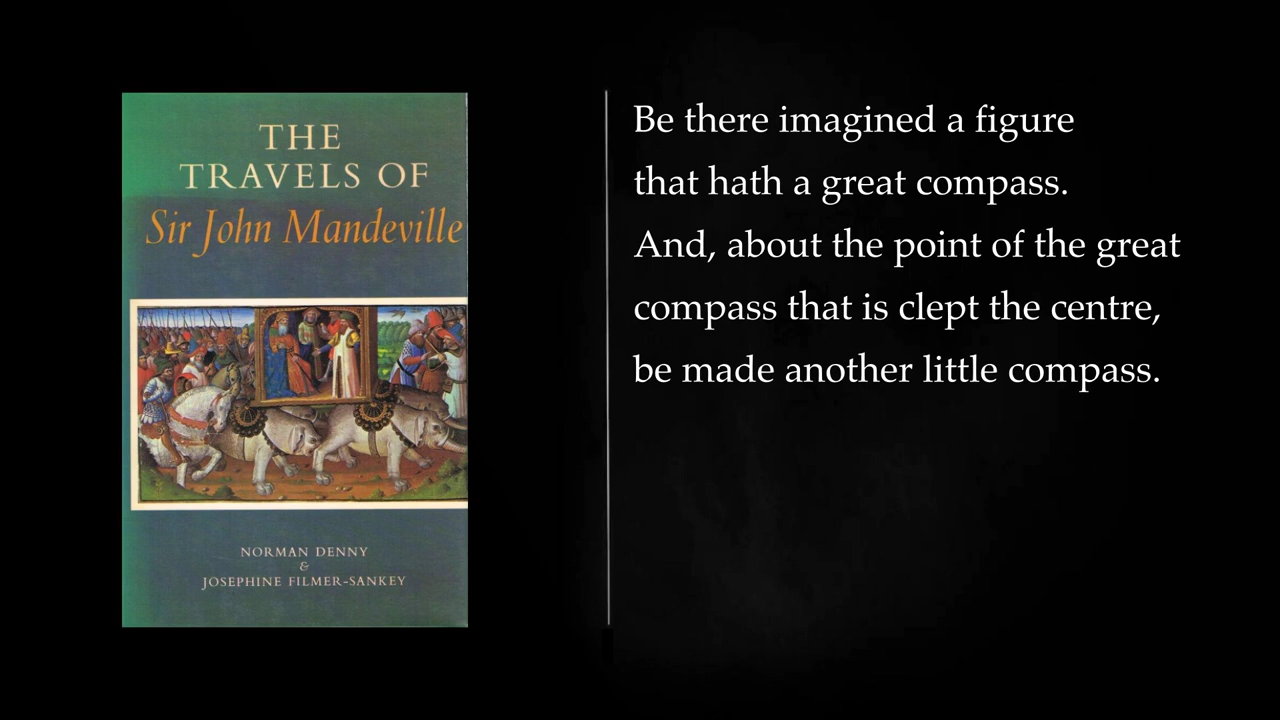 THE
TRAVELS OF
Sir John Mandeville
NORMAN DENNY
&
JOSEPHINE FILMER-SANKEY
Be there imagined a figure
that hath a great compass.
And, about the point of the great
compass that is clept the centre,
be made another little compass.